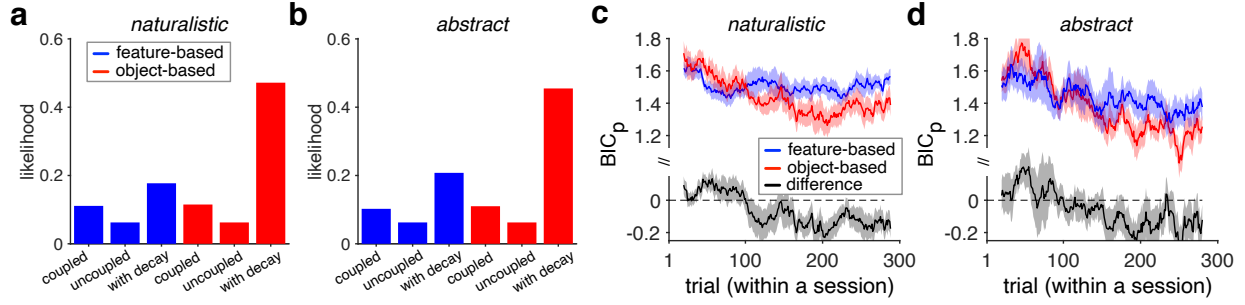 a
naturalistic
0.6
0.4
0.2
0
likelihood
feature-based
object-based
coupled
uncoupled
with decay
coupled
uncoupled
with decay
b
abstract
0.6
0.4
0.2
0
likelihood
coupled
uncoupled
with decay
coupled
uncoupled
with decay
c
naturalistic
1.8
1.6
1.4
1.2
//
0
-0.2
BICp
feature-based
object-based
difference
1
100
200
300
trial (within a session)
d
abstract
1.8
1.6
1.4
1.2
//
0
-0.2
BICp
1
100
200
300
trial (within a session)